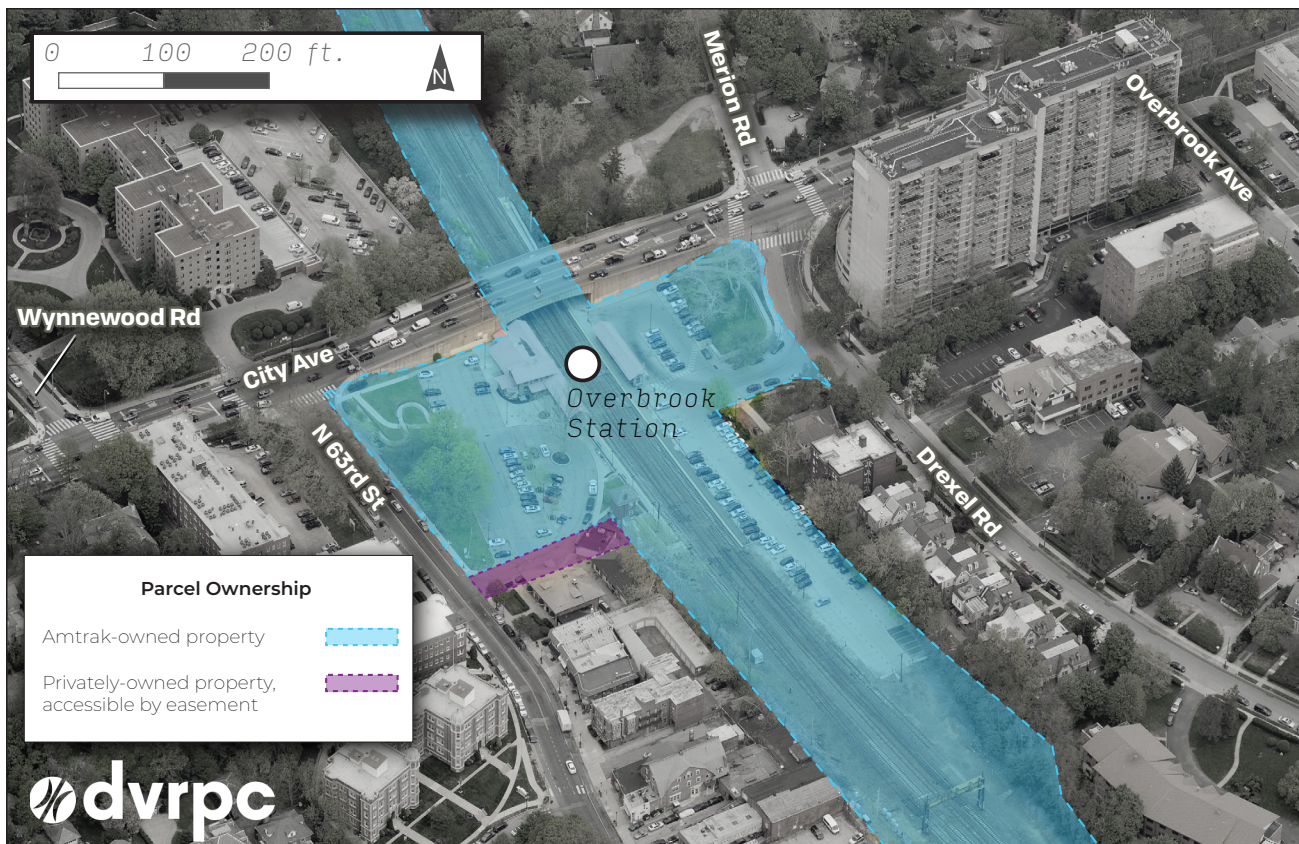 0 100 200 ft.
N
Merion Rd
Overbrook Ave
Wynnewood Rd
City Ave
Overbrook
Station
N 63rd St
Drexel Rd
Parcel Ownership
Amtrak-owned property
Privately-owned property,
accessible by easement
dvrpc